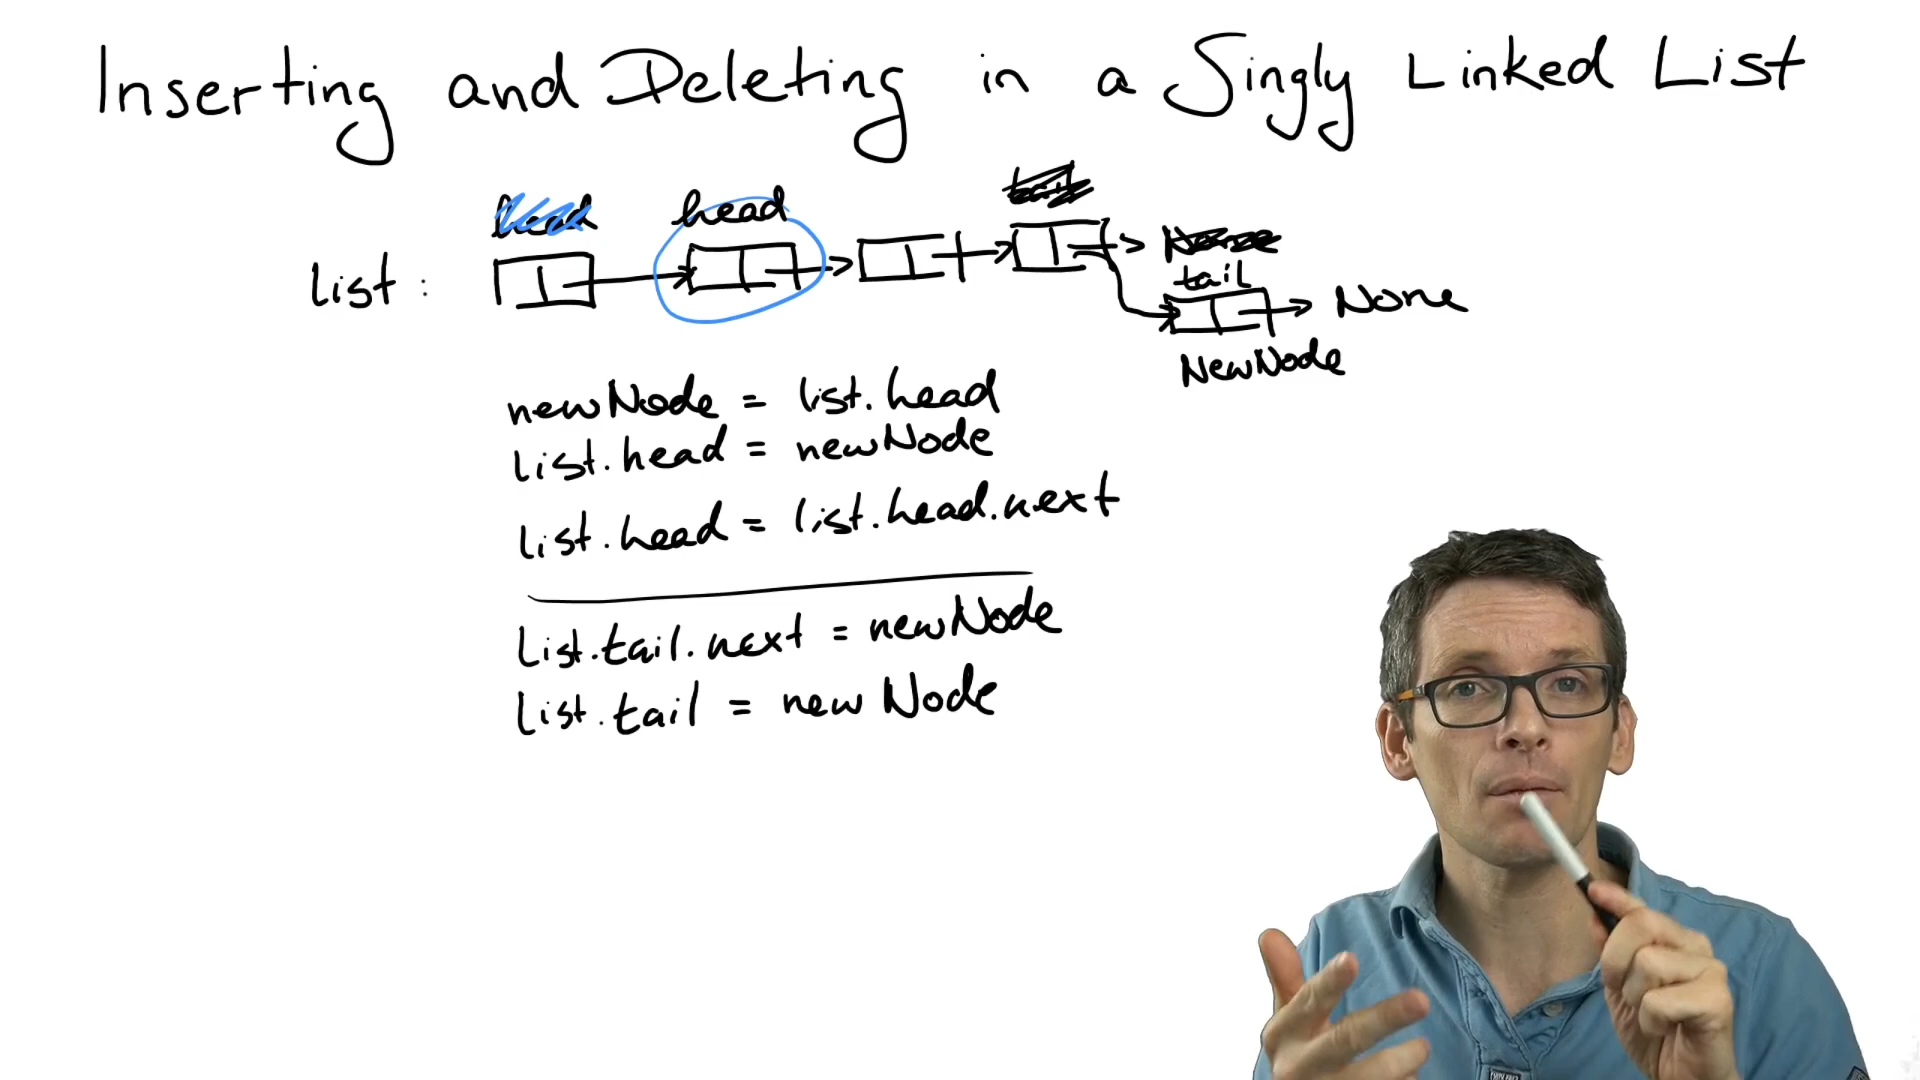 Inserting and Deleting in a Singly Linked List
head
tail
list:
None
NewNode
newNode = list.head
list.head = newNode
list.head = list.head.next
List.tail.next = newNode
List.tail = new Node